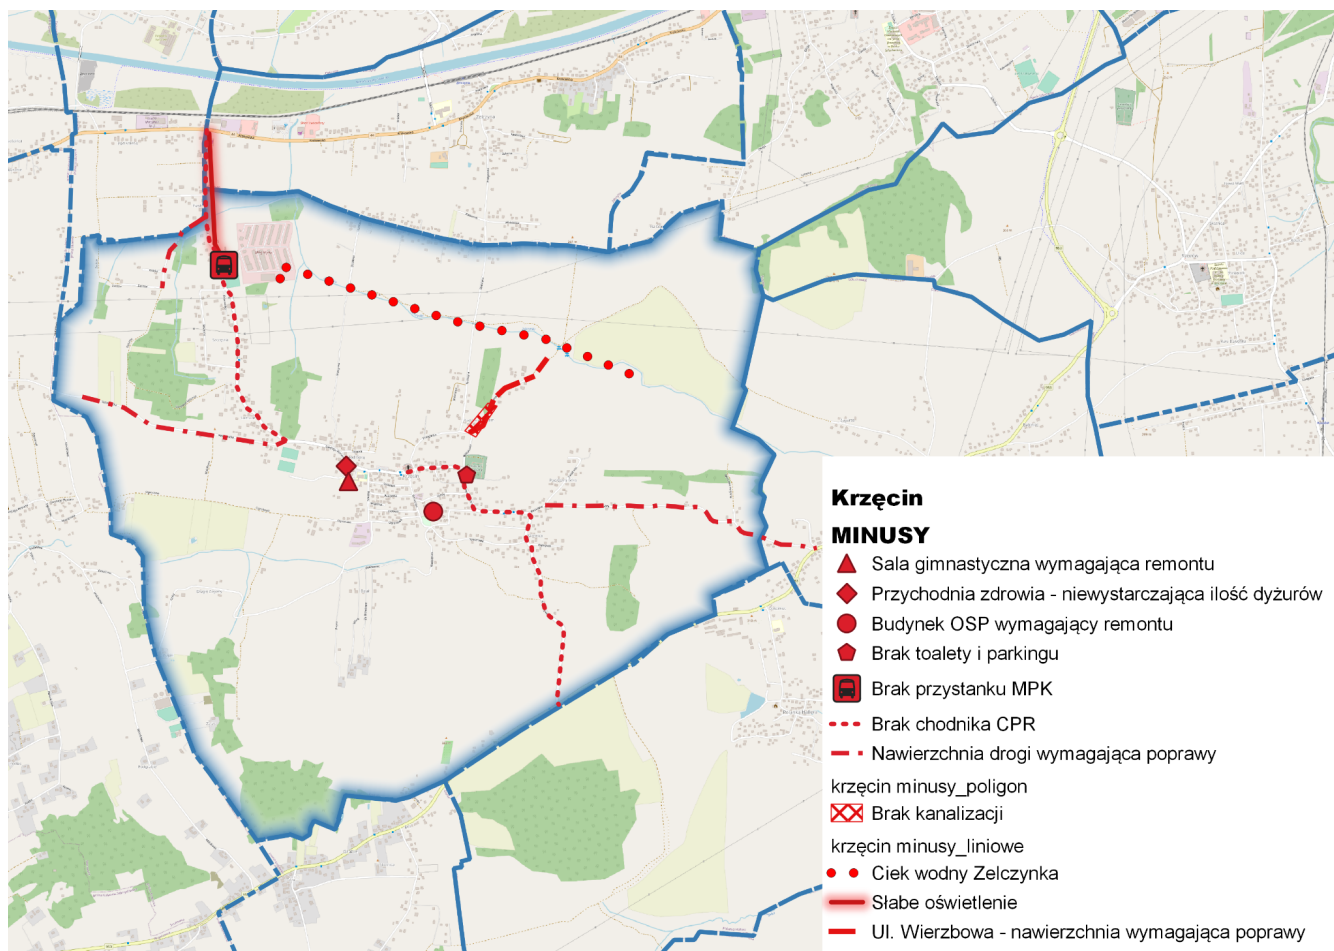 Krzęcin
MINUSY
Sala gimnastyczna wymagająca remontu
Przychodnia zdrowia - niewystarczająca ilość dyżurów
Budynek OSP wymagający remontu
Brak toalety i parkingu
Brak przystanku MPK
Brak chodnika CPR
Nawierzchnia drogi wymagająca poprawy
krzęcin minusy_poligon
Brak kanalizacji
krzęcin minusy_liniowe
Ciek wodny Zelczynka
Słabe oświetlenie
Ul. Wierzbowa - nawierzchnia wymagająca poprawy